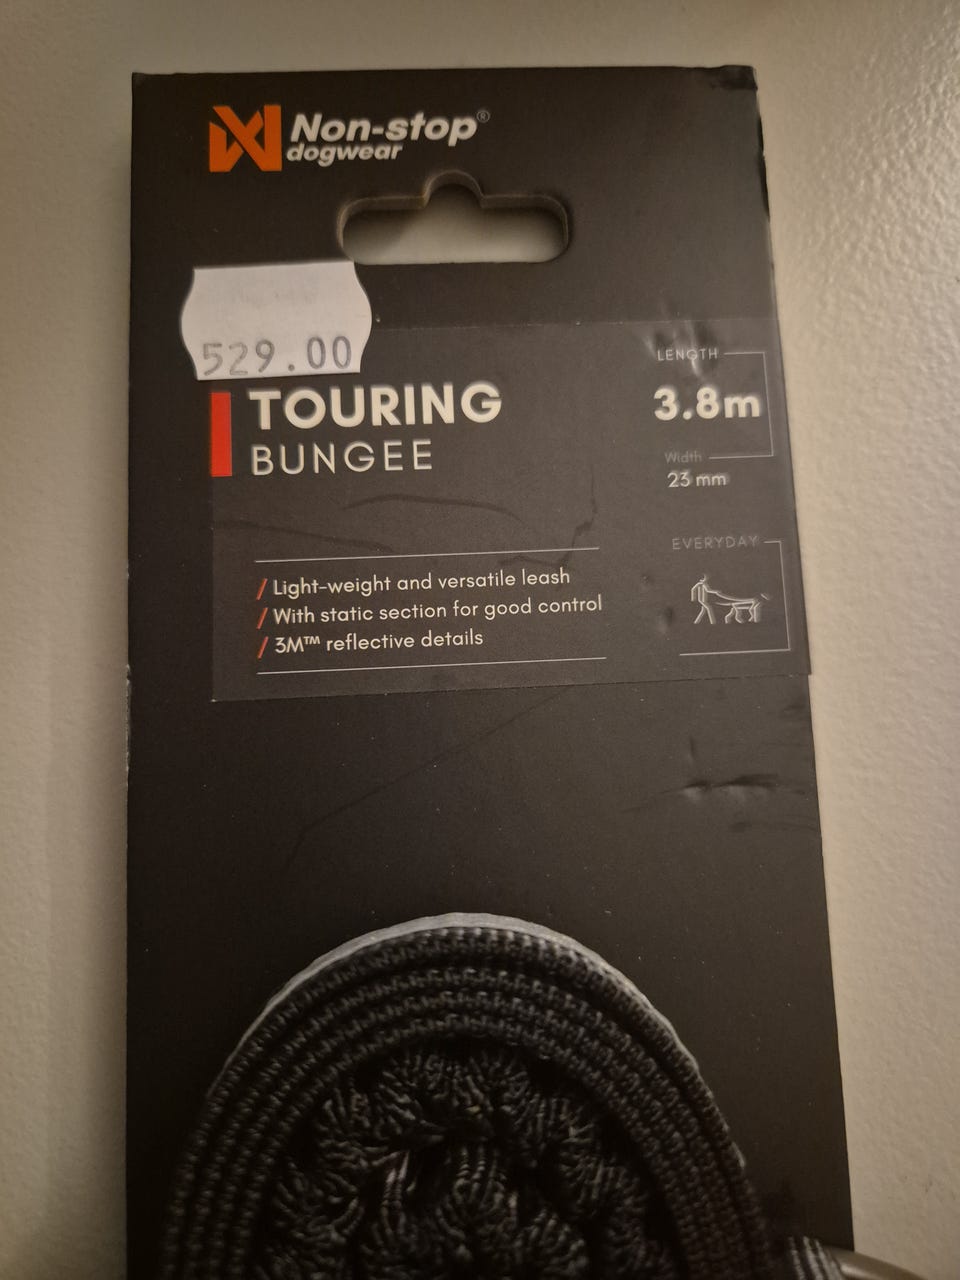 Non-stop®
dogwear
529.00
TOURING
BUNGEE
LENGTH
3.8m
Width
23 mm
EVERYDAY
/ Light-weight and versatile leash
/ With static section for good control
/ 3M™ reflective details